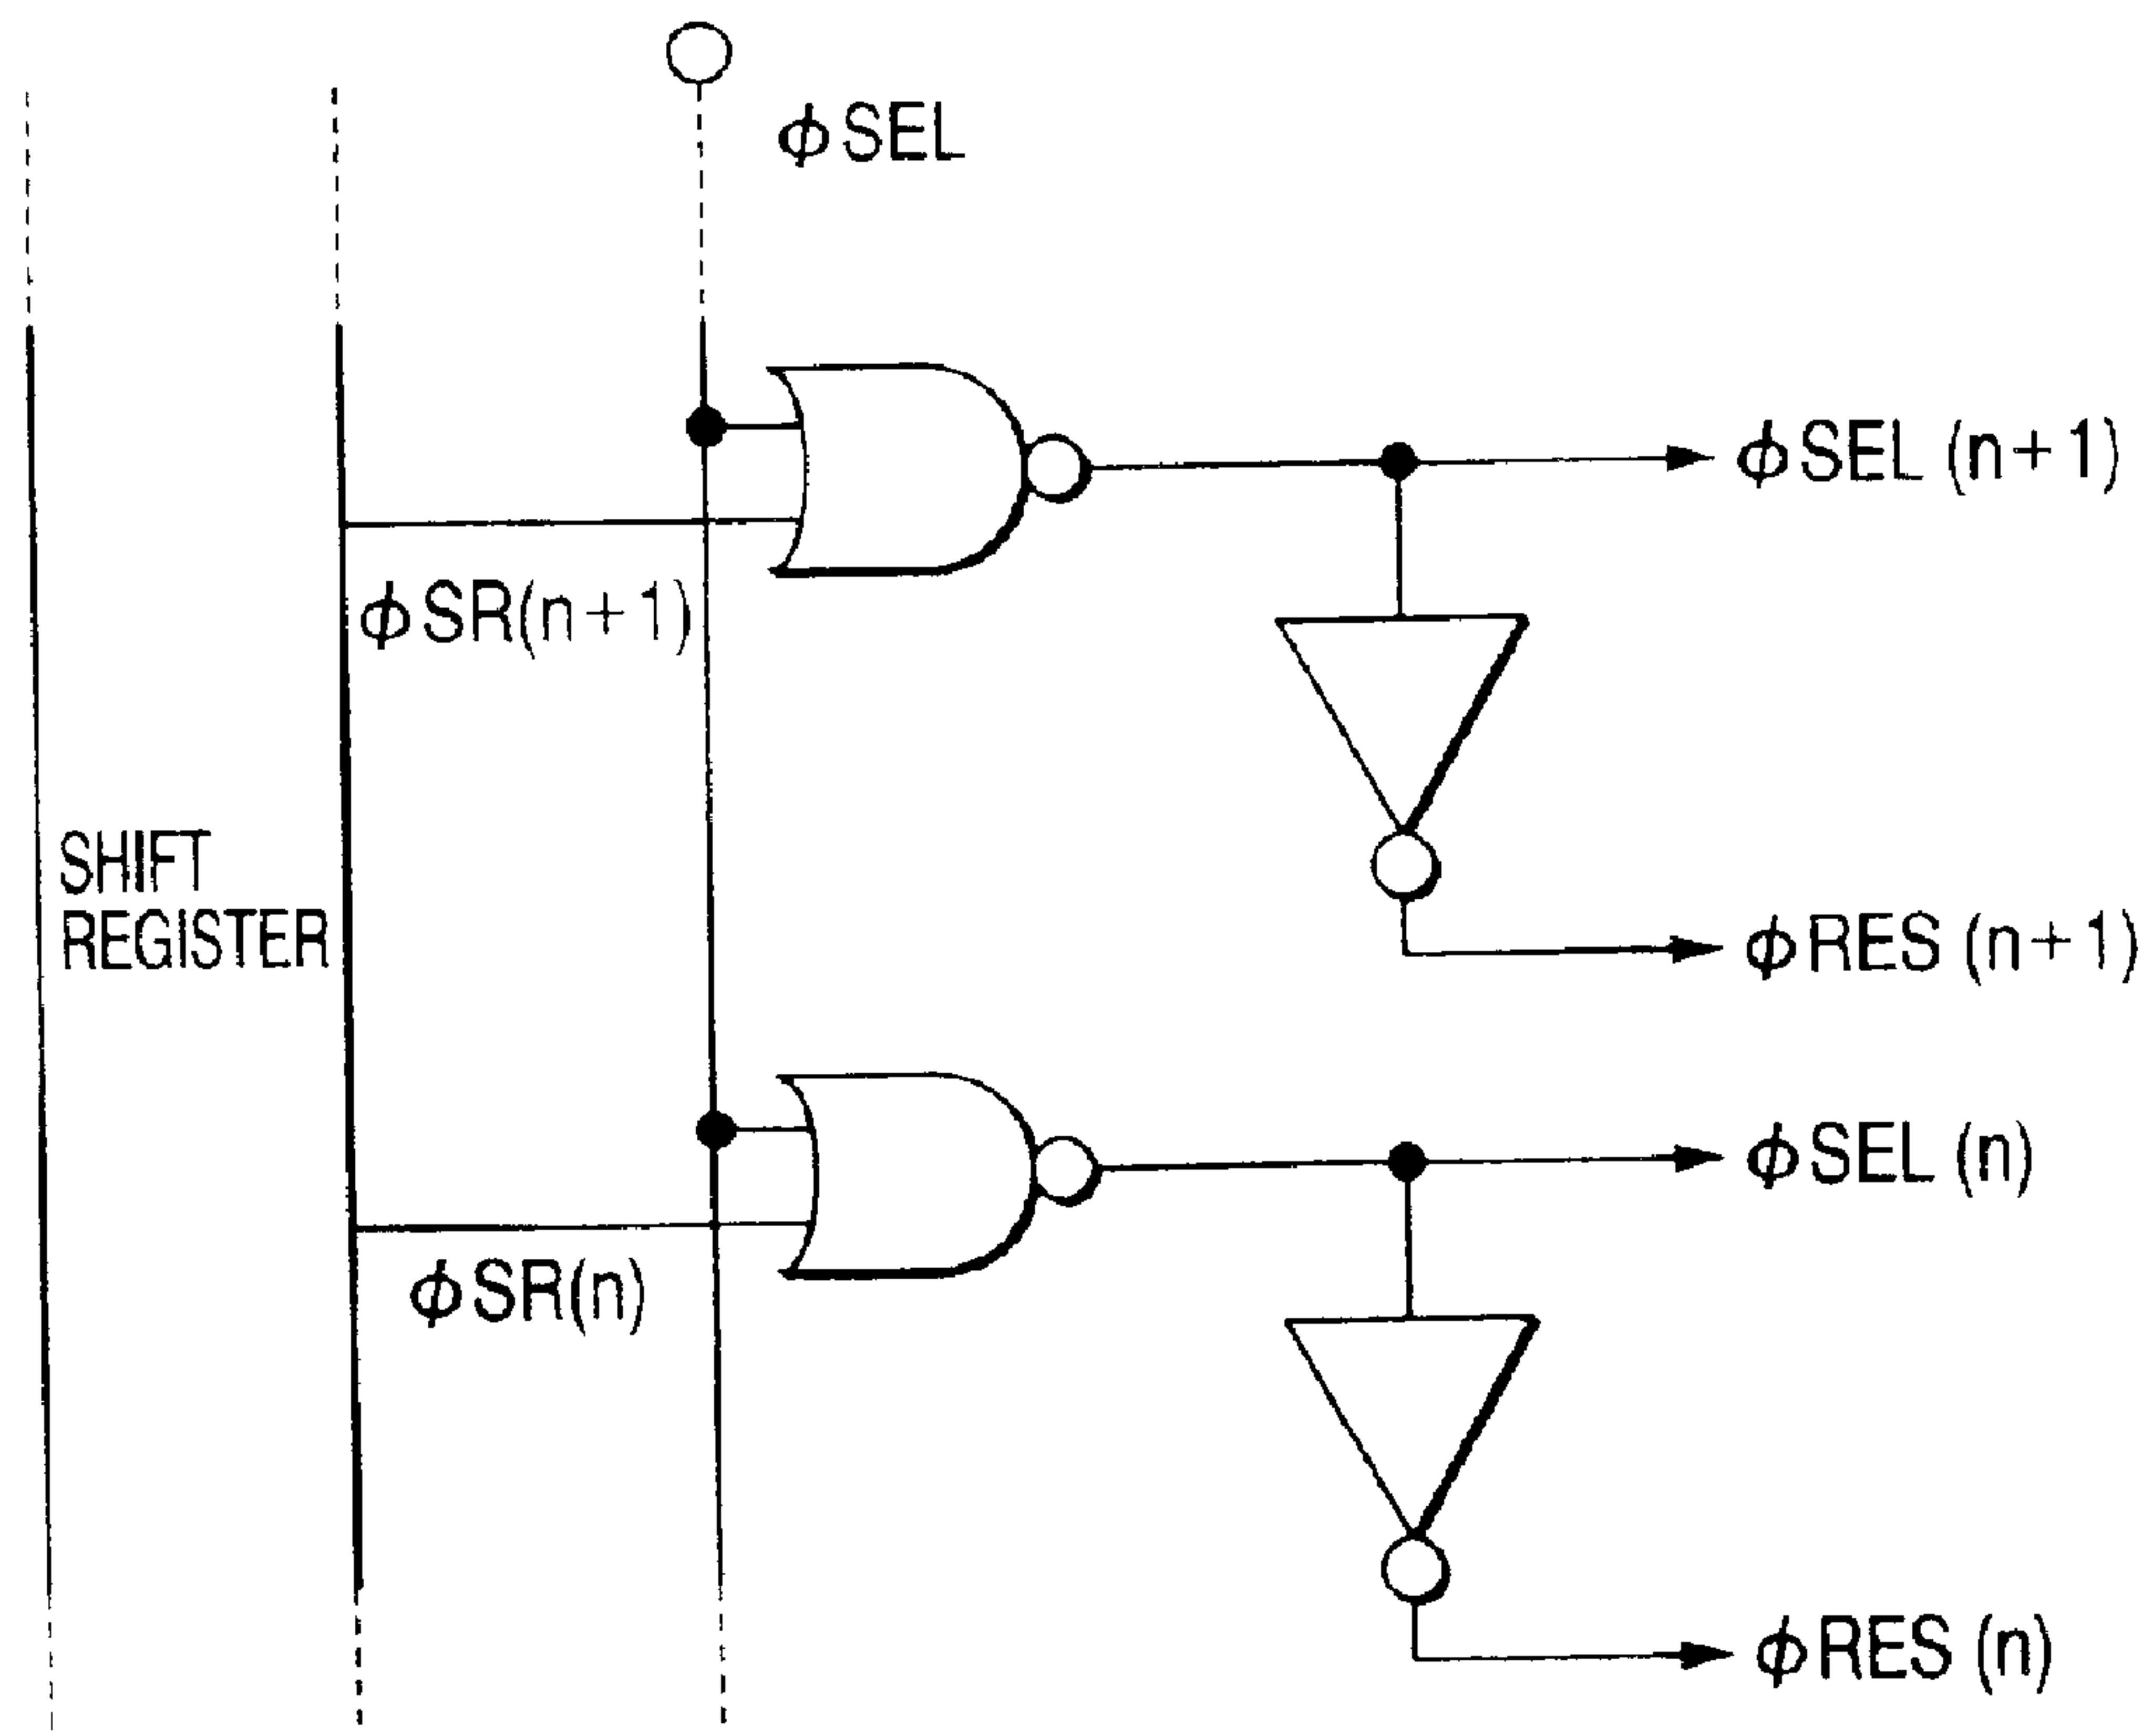 ϕSEL
ϕSEL (n+1)
ϕSR(n+1)
SHIFT
REGISTER
ϕRES (n+1)
ϕSEL (n)
ϕSR(n)
ϕRES (n)